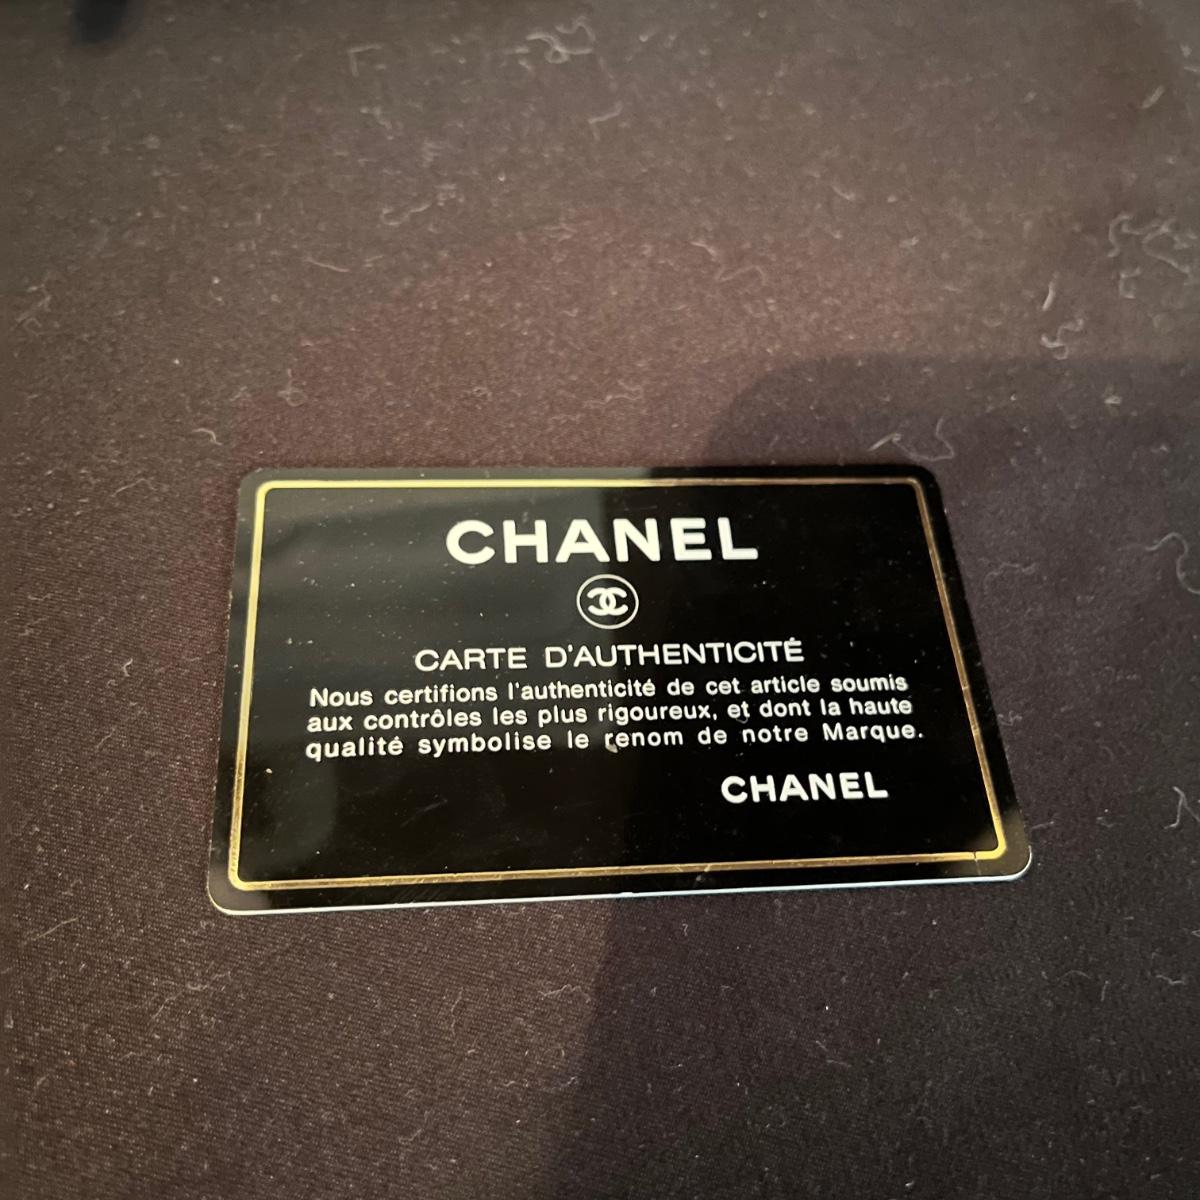 CHANEL
CARTE D'AUTHENTICITÉ
Nous certifions l'authenticité de cet article soumis
aux contrôles les plus rigoureux, et dont la haute
qualité symbolise le renom de notre Marque.
CHANEL